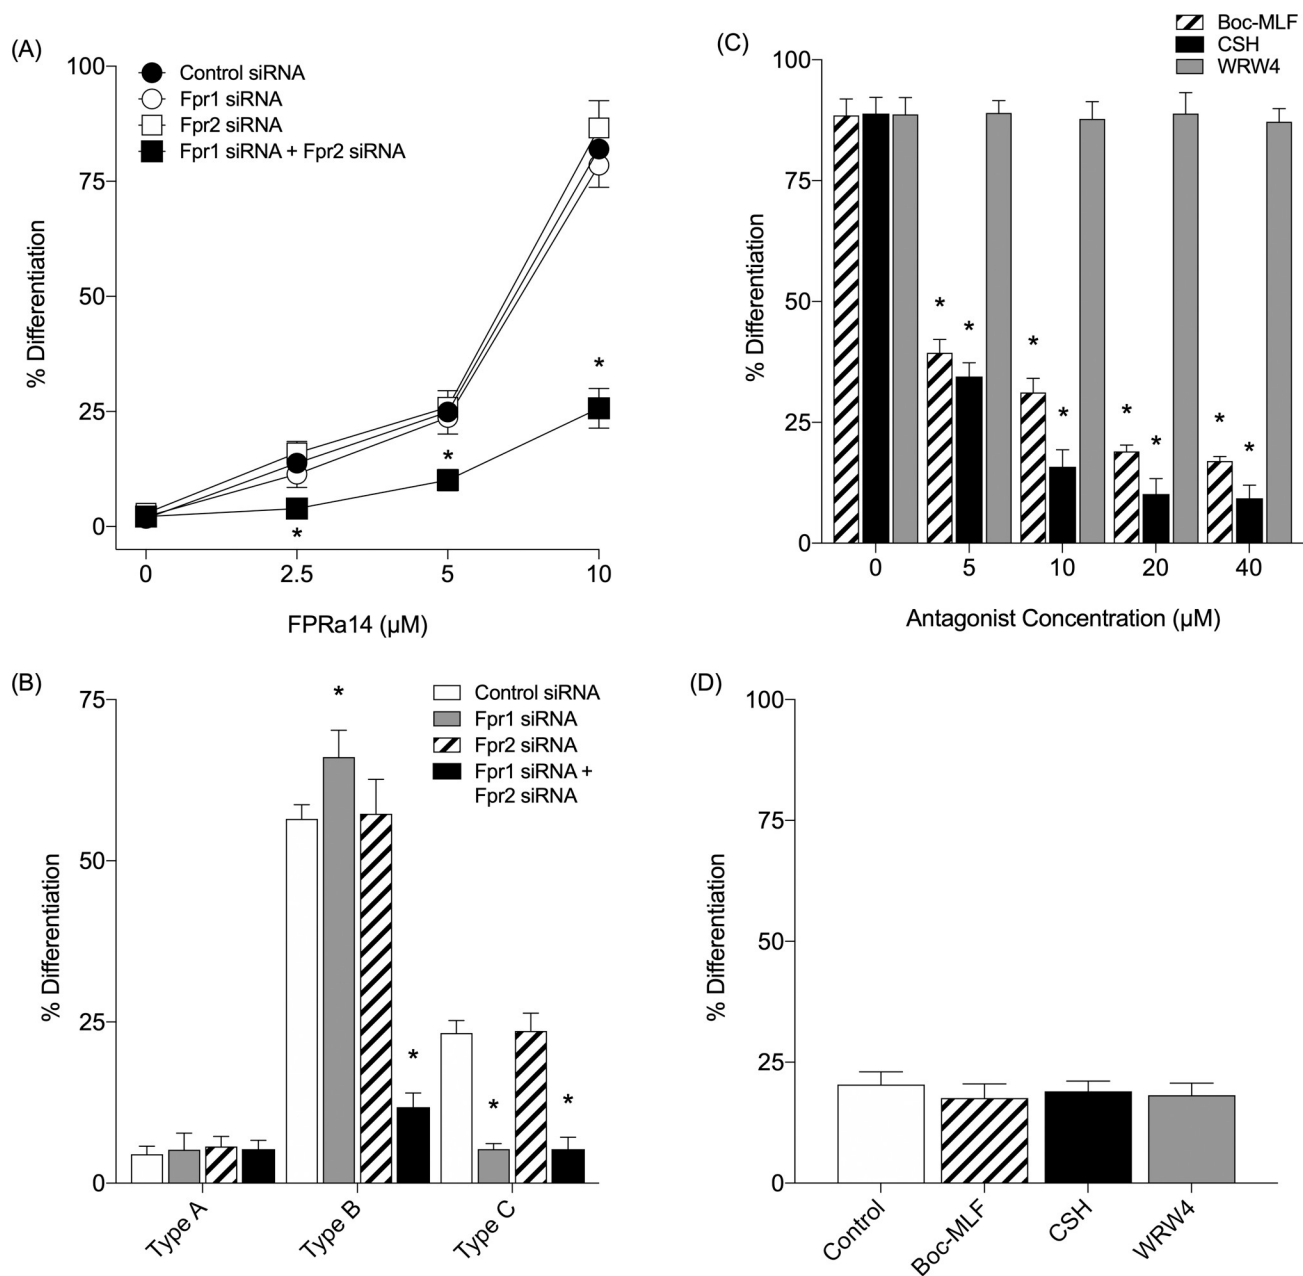 (A)
Control siRNA
Fpr1 siRNA
Fpr2 siRNA
Fpr1 siRNA + Fpr2 siRNA
100
75
50
25
0
% Differentiation
*
*
*
0 2.5 5 10
FPRa14 (µM)
(C)
Boc-MLF
CSH
WRW4
100
75
50
25
0
% Differentiation
* * * * * * * *
0 5 10 20 40
Antagonist Concentration (µM)
(B)
Control siRNA
Fpr1 siRNA
Fpr2 siRNA
Fpr1 siRNA +
Fpr2 siRNA
75
50
25
0
% Differentiation
* * * *
Type A Type B Type C
(D)
100
75
50
25
0
% Differentiation
Control Boc-MLF CSH WRW4